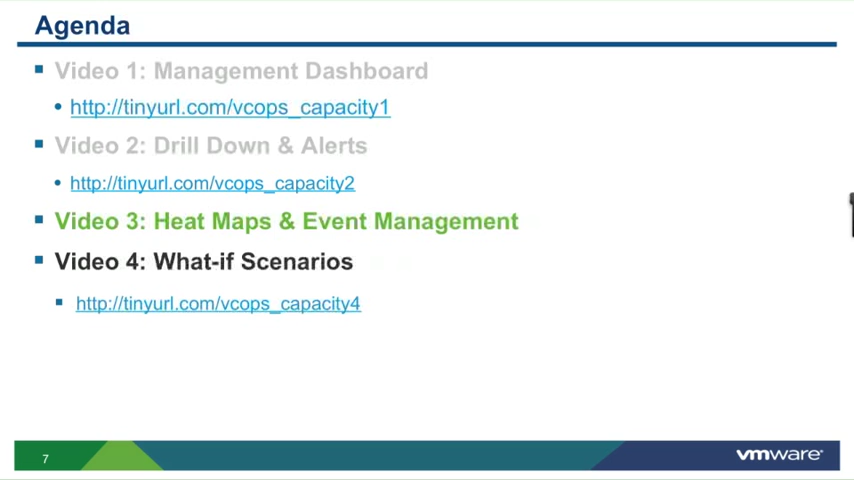 Agenda
Video 1: Management Dashboard
http://tinyurl.com/vcops_capacity1
Video 2: Drill Down & Alerts
http://tinyurl.com/vcops_capacity2
Video 3: Heat Maps & Event Management
Video 4: What-if Scenarios
http://tinyurl.com/vcops_capacity4
7
vmware